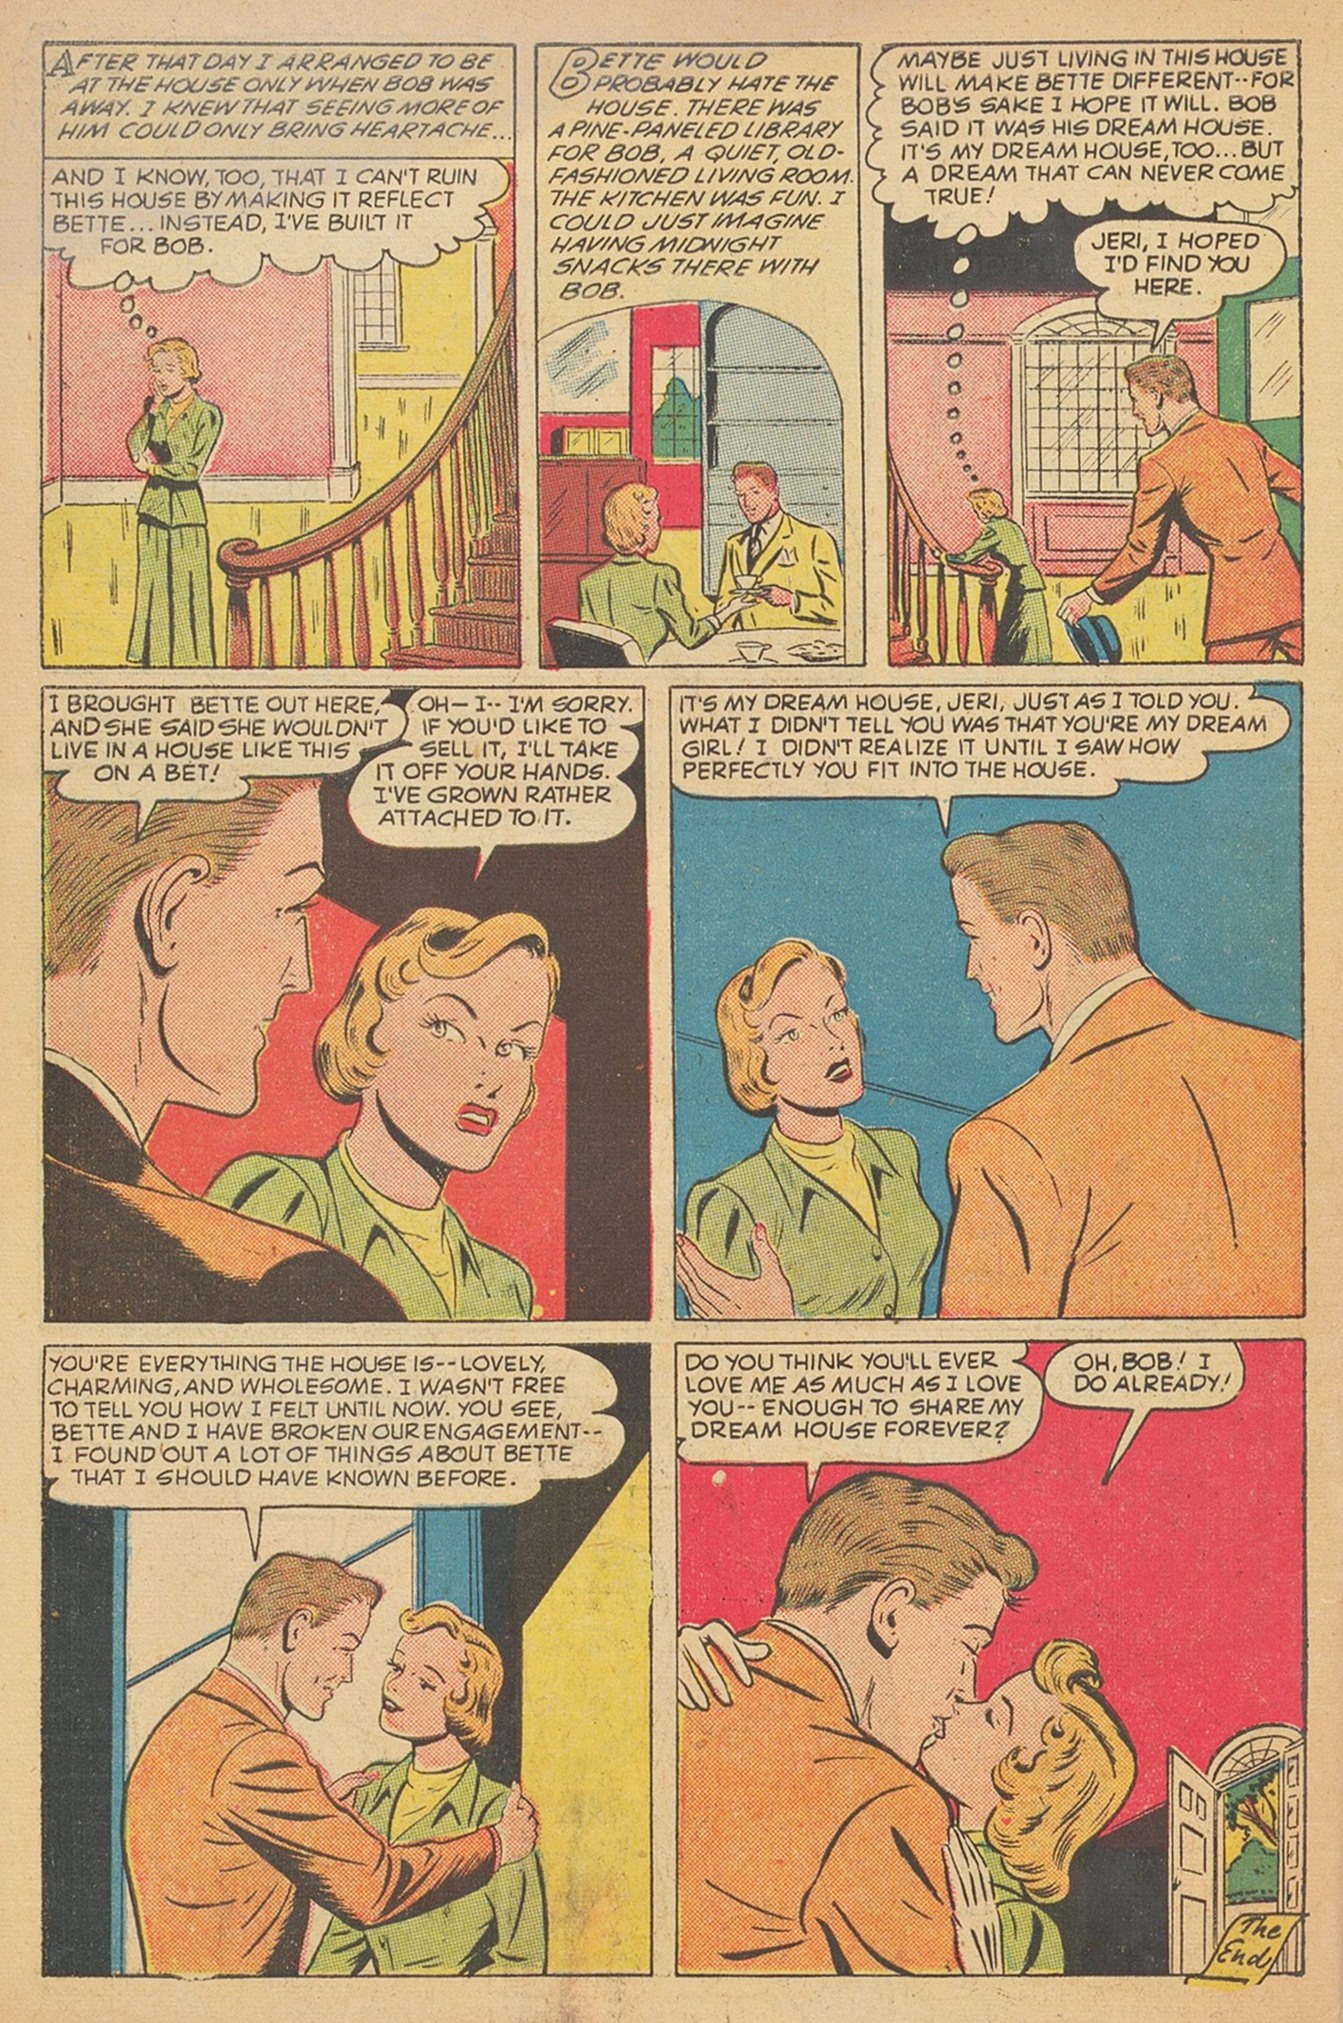 AFTER THAT DAY I ARRANGED TO BE
AT THE HOUSE ONLY WHEN BOB WAS
AWAY. I KNEW THAT SEEING MORE OF
HIM COULD ONLY BRING HEARTACHE...
AND I KNOW, TOO, THAT I CAN'T RUIN
THIS HOUSE BY MAKING IT REFLECT
BETTE... INSTEAD, I'VE BUILT IT
FOR BOB.
BETTE WOULD
PROBABLY HATE THE
HOUSE. THERE WAS
A PINE-PANELED LIBRARY
FOR BOB, A QUIET, OLD-
FASHIONED LIVING ROOM.
THE KITCHEN WAS FUN. I
COULD JUST IMAGINE
HAVING MIDNIGHT
SNACKS THERE WITH
BOB.
MAYBE JUST LIVING IN THIS HOUSE
WILL MAKE BETTE DIFFERENT--FOR
BOB'S SAKE I HOPE IT WILL. BOB
SAID IT WAS HIS DREAM HOUSE.
IT'S MY DREAM HOUSE, TOO...BUT
A DREAM THAT CAN NEVER COME
TRUE!
JERI, I HOPED
I'D FIND YOU
HERE.
I BROUGHT BETTE OUT HERE,
AND SHE SAID SHE WOULDN'T
LIVE IN A HOUSE LIKE THIS
ON A BET!
OH- I-- I'M SORRY.
IF YOU'D LIKE TO
SELL IT, I'LL TAKE
IT OFF YOUR HANDS.
I'VE GROWN RATHER
ATTACHED TO IT.
IT'S MY DREAM HOUSE, JERI, JUST AS I TOLD YOU.
WHAT I DIDN'T TELL YOU WAS THAT YOU'RE MY DREAM
GIRL! I DIDN'T REALIZE IT UNTIL I SAW HOW
PERFECTLY YOU FIT INTO THE HOUSE.
YOU'RE EVERYTHING THE HOUSE IS-- LOVELY,
CHARMING, AND WHOLESOME. I WASN'T FREE
TO TELL YOU HOW I FELT UNTIL NOW. YOU SEE,
BETTE AND I HAVE BROKEN OUR ENGAGEMENT--
I FOUND OUT A LOT OF THINGS ABOUT BETTE
THAT I SHOULD HAVE KNOWN BEFORE.
DO YOU THINK YOU'LL EVER
LOVE ME AS MUCH AS I LOVE
YOU-- ENOUGH TO SHARE MY
DREAM HOUSE FOREVER?
OH, BOB! I
DO ALREADY!
The
End